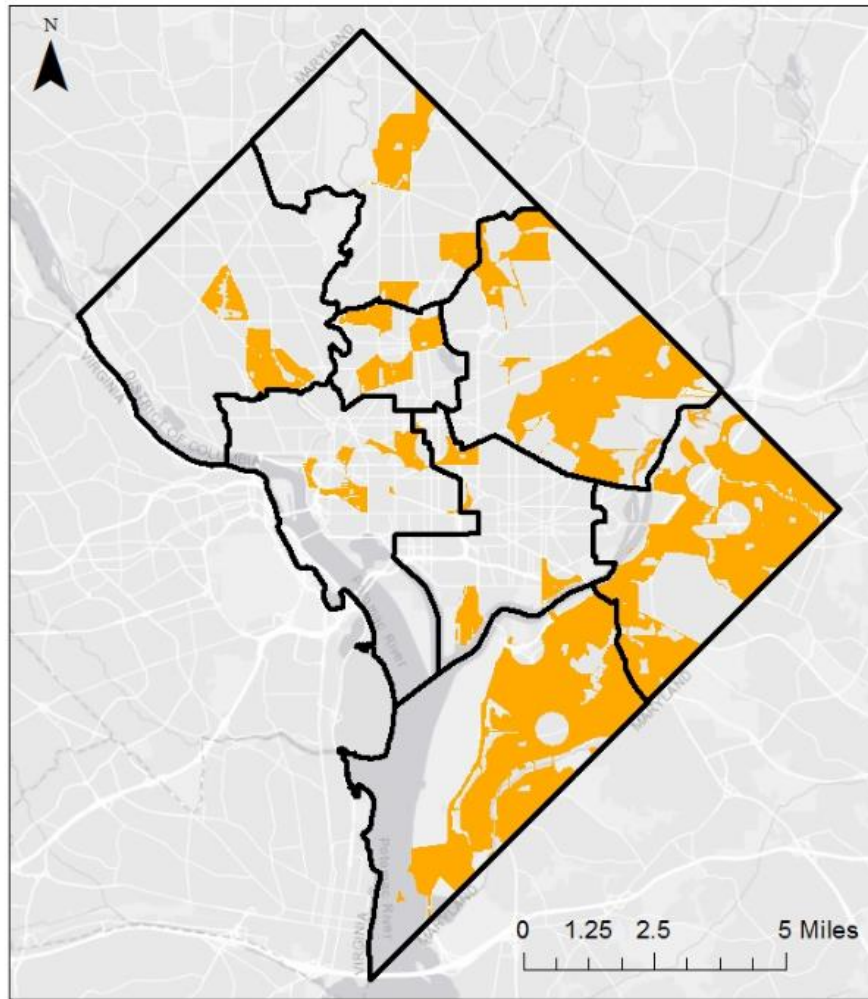 N
MARYLAND
VIRGINIA
DISTRICT OF COLUMBIA
Potomac River
MARYLAND
VIRGINIA
MARYLAND
0 1.25 2.5 5 Miles